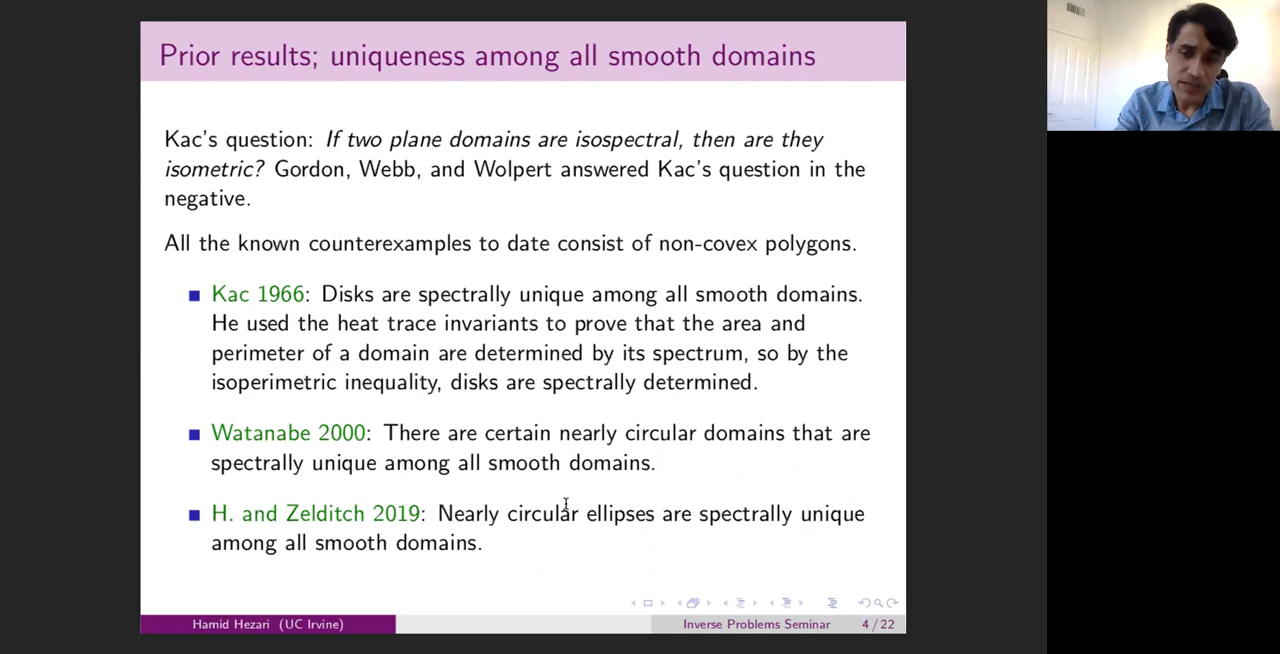 Prior results; uniqueness among all smooth domains
Kac's question: If two plane domains are isospectral, then are they
isometric? Gordon, Webb, and Wolpert answered Kac's question in the
negative.
All the known counterexamples to date consist of non-covex polygons.
Kac 1966: Disks are spectrally unique among all smooth domains.
He used the heat trace invariants to prove that the area and
perimeter of a domain are determined by its spectrum, so by the
isoperimetric inequality, disks are spectrally determined.
Watanabe 2000: There are certain nearly circular domains that are
spectrally unique among all smooth domains.
H. and Zelditch 2019: Nearly circular ellipses are spectrally unique
among all smooth domains.
Hamid Hezari (UC Irvine)
Inverse Problems Seminar
4 / 22